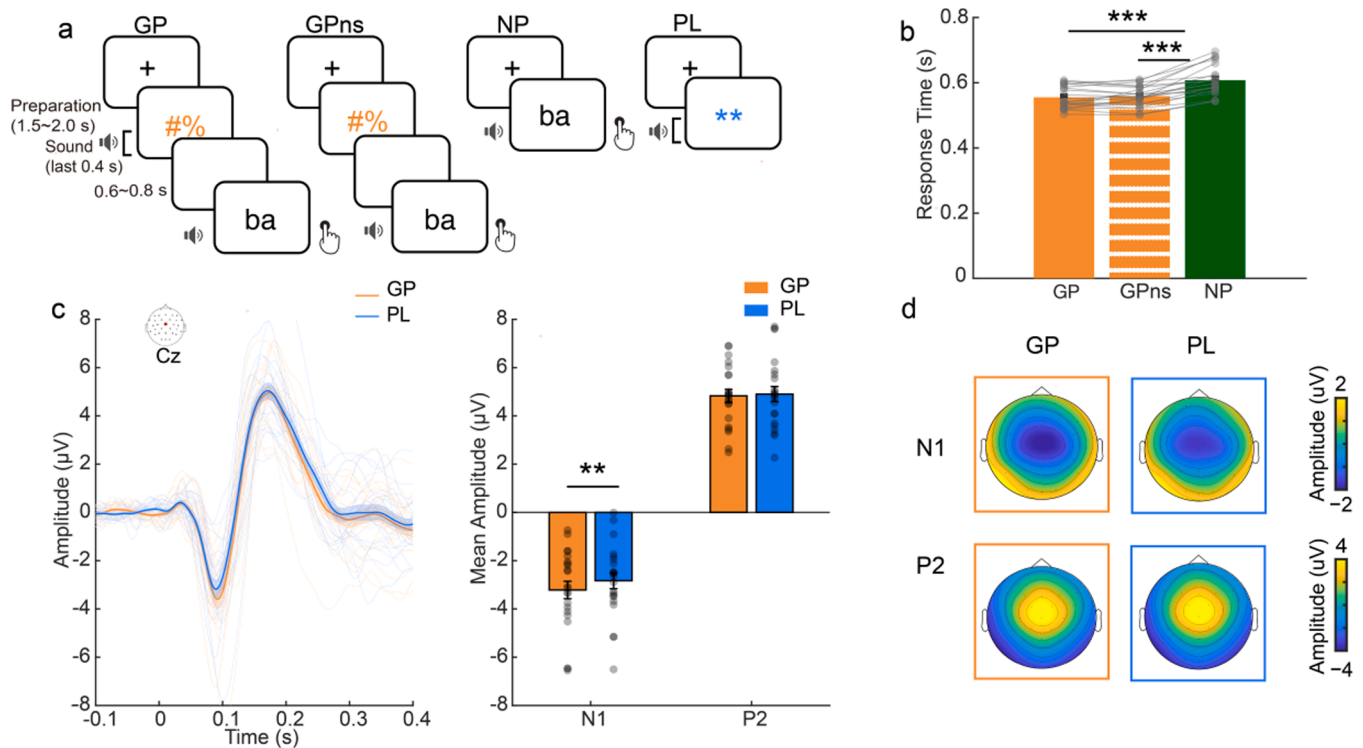 a
GP
GPns
NP
PL
+
+
+
+
Preparation
(1.5~2.0 s)
#%
#%
ba
**
Sound
(last 0.4 s)
0.6~0.8 s
ba
ba
b
***
***
Response Time (s)
0.8
0.6
0.4
0.2
0
GP
GPns
NP
c
GP
PL
Cz
Amplitude (μV)
8
6
4
2
0
-2
-4
-6
-8
-0.1
0
0.1
0.2
0.3
0.4
Time (s)
GP
PL
Mean Amplitude (μV)
8
6
4
2
0
-2
-4
-6
-8
**
N1
P2
d
GP
PL
N1
P2
Amplitude (uV)
2
−2
Amplitude (uV)
4
−4